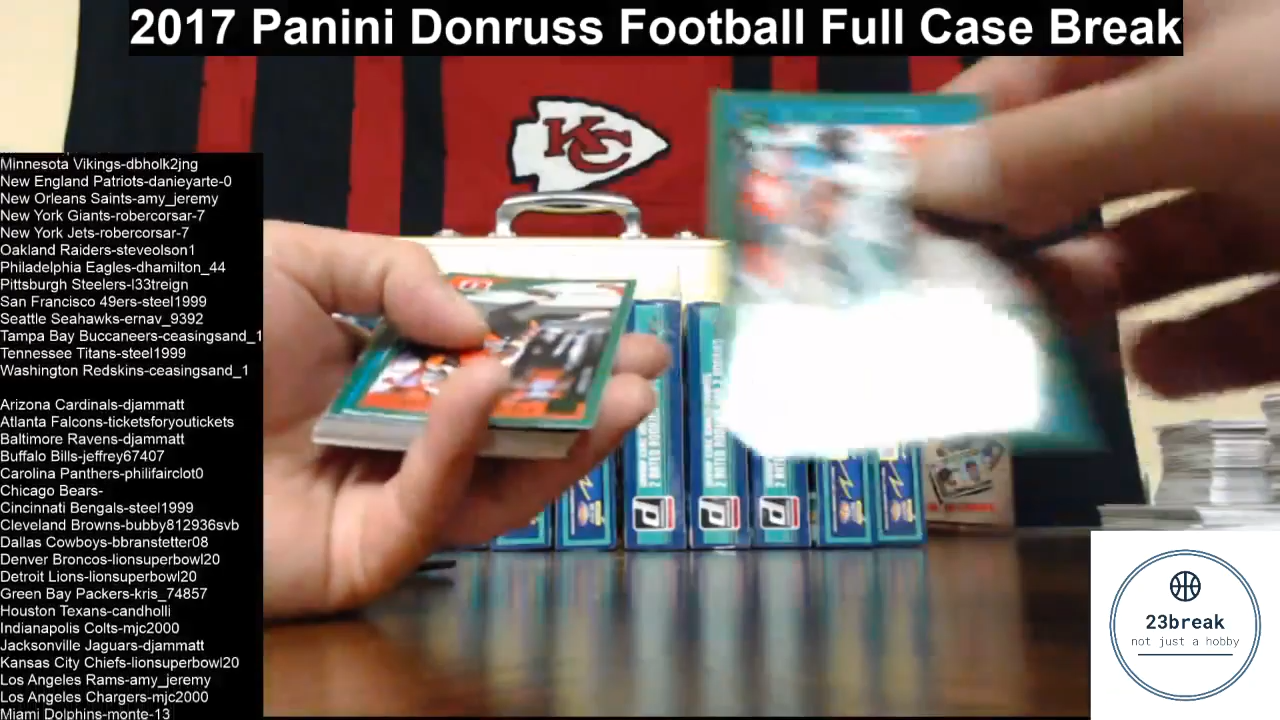 2017 Panini Donruss Football Full Case Break
KC
Minnesota Vikings-dbholk2jng
New England Patriots-danieyarte-0
New Orleans Saints-amy_jeremy
New York Giants-robercorsar-7
New York Jets-robercorsar-7
Oakland Raiders-steveolson1
Philadelphia Eagles-dhamilton_44
Pittsburgh Steelers-l33treign
San Francisco 49ers-steel1999
Seattle Seahawks-ernav_9392
Tampa Bay Buccaneers-ceasingsand_1
Tennessee Titans-steel1999
Washington Redskins-ceasingsand_1
Arizona Cardinals-djammatt
Atlanta Falcons-ticketsforyoutickets
Baltimore Ravens-djammatt
Buffalo Bills-jeffrey67407
Carolina Panthers-philifairclot0
Chicago Bears-
Cincinnati Bengals-steel1999
Cleveland Browns-bubby812936svb
Dallas Cowboys-bbranstetter08
Denver Broncos-lionsuperbowl20
Detroit Lions-lionsuperbowl20
Green Bay Packers-kris_74857
Houston Texans-candholli
Indianapolis Colts-mjc2000
Jacksonville Jaguars-djammatt
Kansas City Chiefs-lionsuperbowl20
Los Angeles Rams-amy_jeremy
Los Angeles Chargers-mjc2000
Miami Dolphins-monte-13
23break
not just a hobby